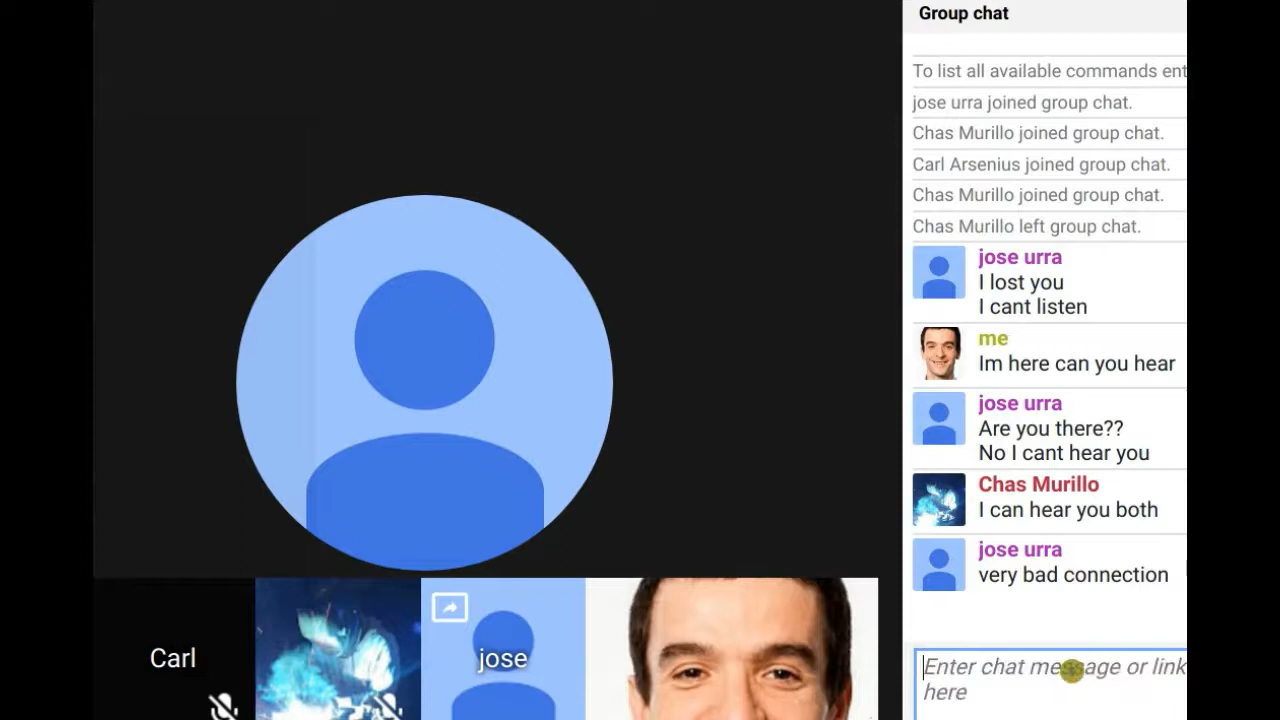 Group chat
To list all available commands ent
jose urra joined group chat.
Chas Murillo joined group chat.
Carl Arsenius joined group chat.
Chas Murillo joined group chat.
Chas Murillo left group chat.
jose urra
I lost you
I cant listen
me
Im here can you hear
jose urra
Are you there??
No I cant hear you
Chas Murillo
I can hear you both
jose urra
very bad connection
Enter chat message or link
here
Carl
jose